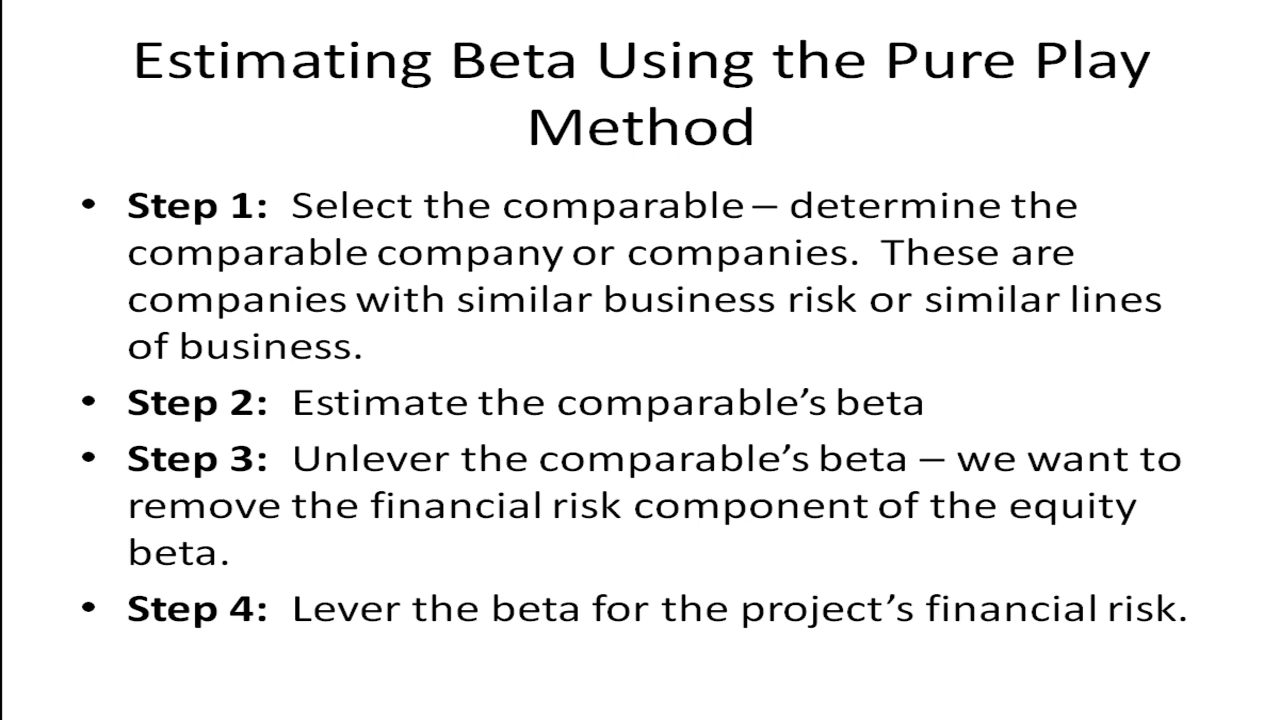 Estimating Beta Using the Pure Play
Method
• Step 1: Select the comparable – determine the
comparable company or companies. These are
companies with similar business risk or similar lines
of business.
• Step 2: Estimate the comparable’s beta
• Step 3: Unlever the comparable’s beta – we want to
remove the financial risk component of the equity
beta.
• Step 4: Lever the beta for the project’s financial risk.